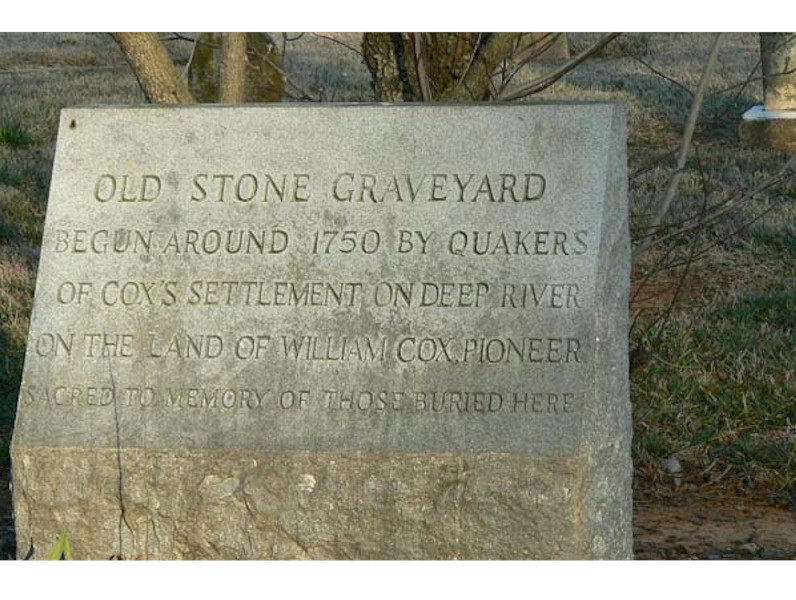 OLD STONE GRAVEYARD
BEGUN AROUND 1750 BY QUAKERS
OF COX'S SETTLEMENT ON DEEP RIVER
ON THE LAND OF WILLIAM COX, PIONEER
SACRED TO MEMORY OF THOSE BURIED HERE